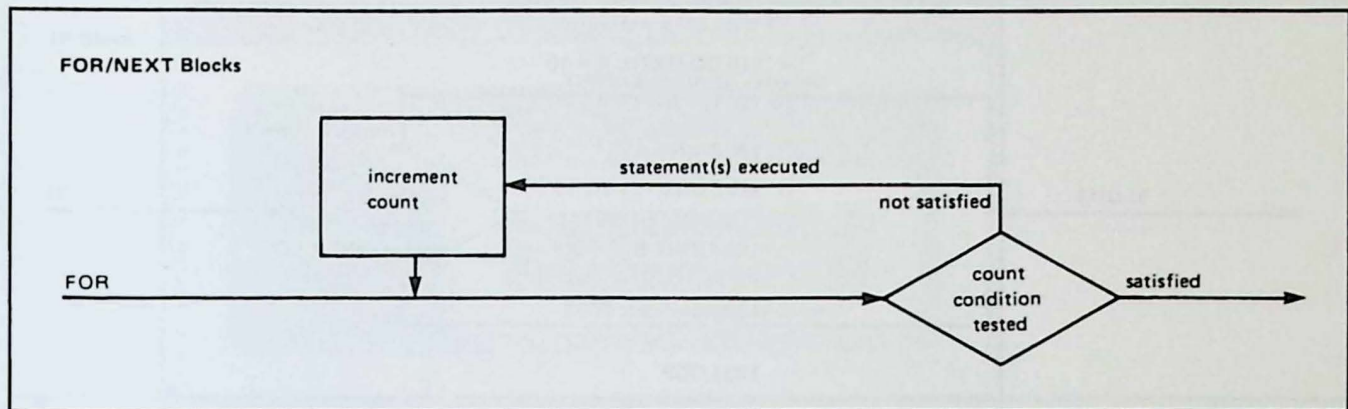 FOR/NEXT Blocks
increment
count
statement(s) executed
not satisfied
FOR
count
condition
tested
satisfied